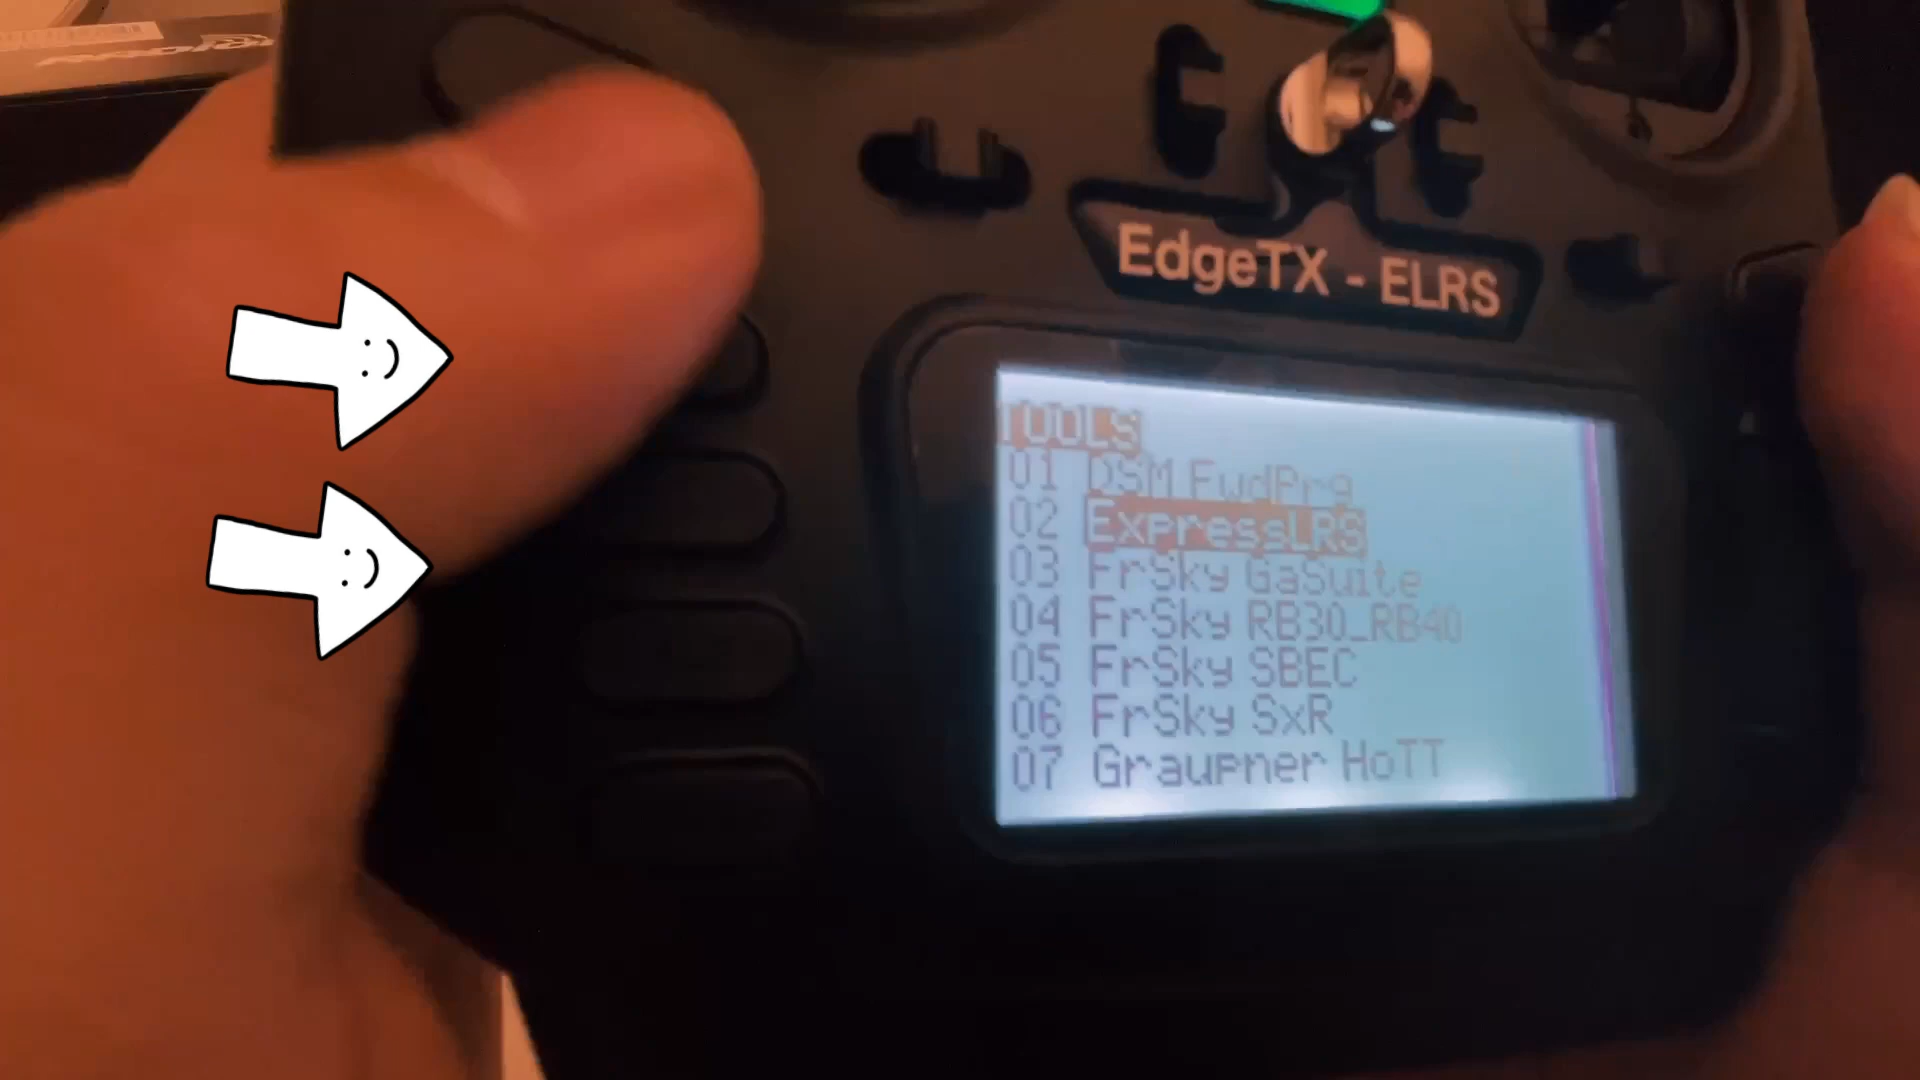 EdgeTX - ELRS
TOOLS
01 DSM FwdPrg
02 ExpressLRS
03 FrSky GaSuite
04 FrSky RB30_RB40
05 FrSky SBEC
06 FrSky SxR
07 Graupner HoTT